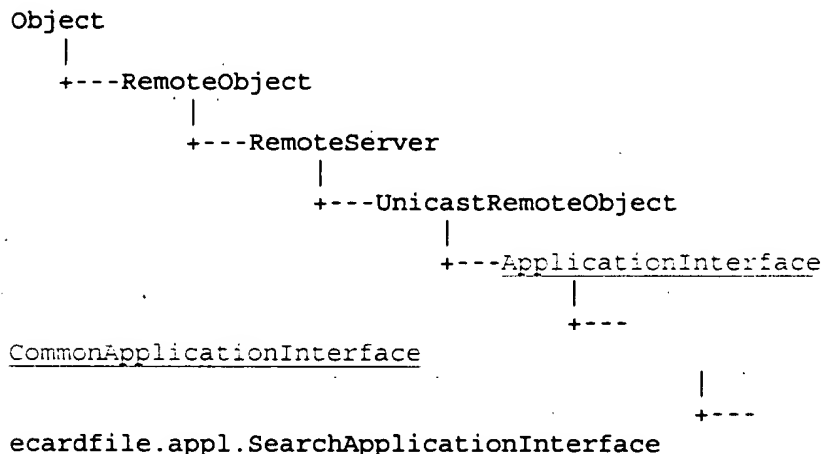 Object
|
+---RemoteObject
|
+---RemoteServer
|
+---UnicastRemoteObject
|
+---ApplicationInterface
|
+---
CommonApplicationInterface
|
+---
ecardfile.appl.SearchApplicationInterface